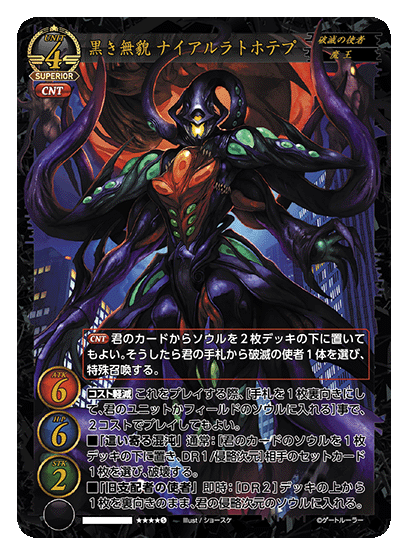 UNIT
4
SUPERIOR
CNT
黒き無貌 ナイアルラトホテプ
破滅の使者
魔王
CNT 君のカードからソウルを2枚デッキの下に置いて
もよい。そうしたら君の手札から破滅の使者1体を選び、
特殊召喚する。
ATK
6
H.P.
6
STK
2
コスト軽減 これをプレイする際、[手札を1枚裏向きにし
て、君のユニットかフィールドのソウルに入れる]事で、
2コストでプレイしてもよい。
■「這い寄る混沌」通常:[君のカードのソウルを1枚
デッキの下に置き、DR1/侵略次元]相手のセットカード
1枚を選び、破壊する。
■「旧支配者の使者」即時:[DR2]デッキの上から
1枚を裏向きのまま、君の侵略次元のソウルに入れる。
★★★★S
Illust / ショースケ
©ゲートルーラー